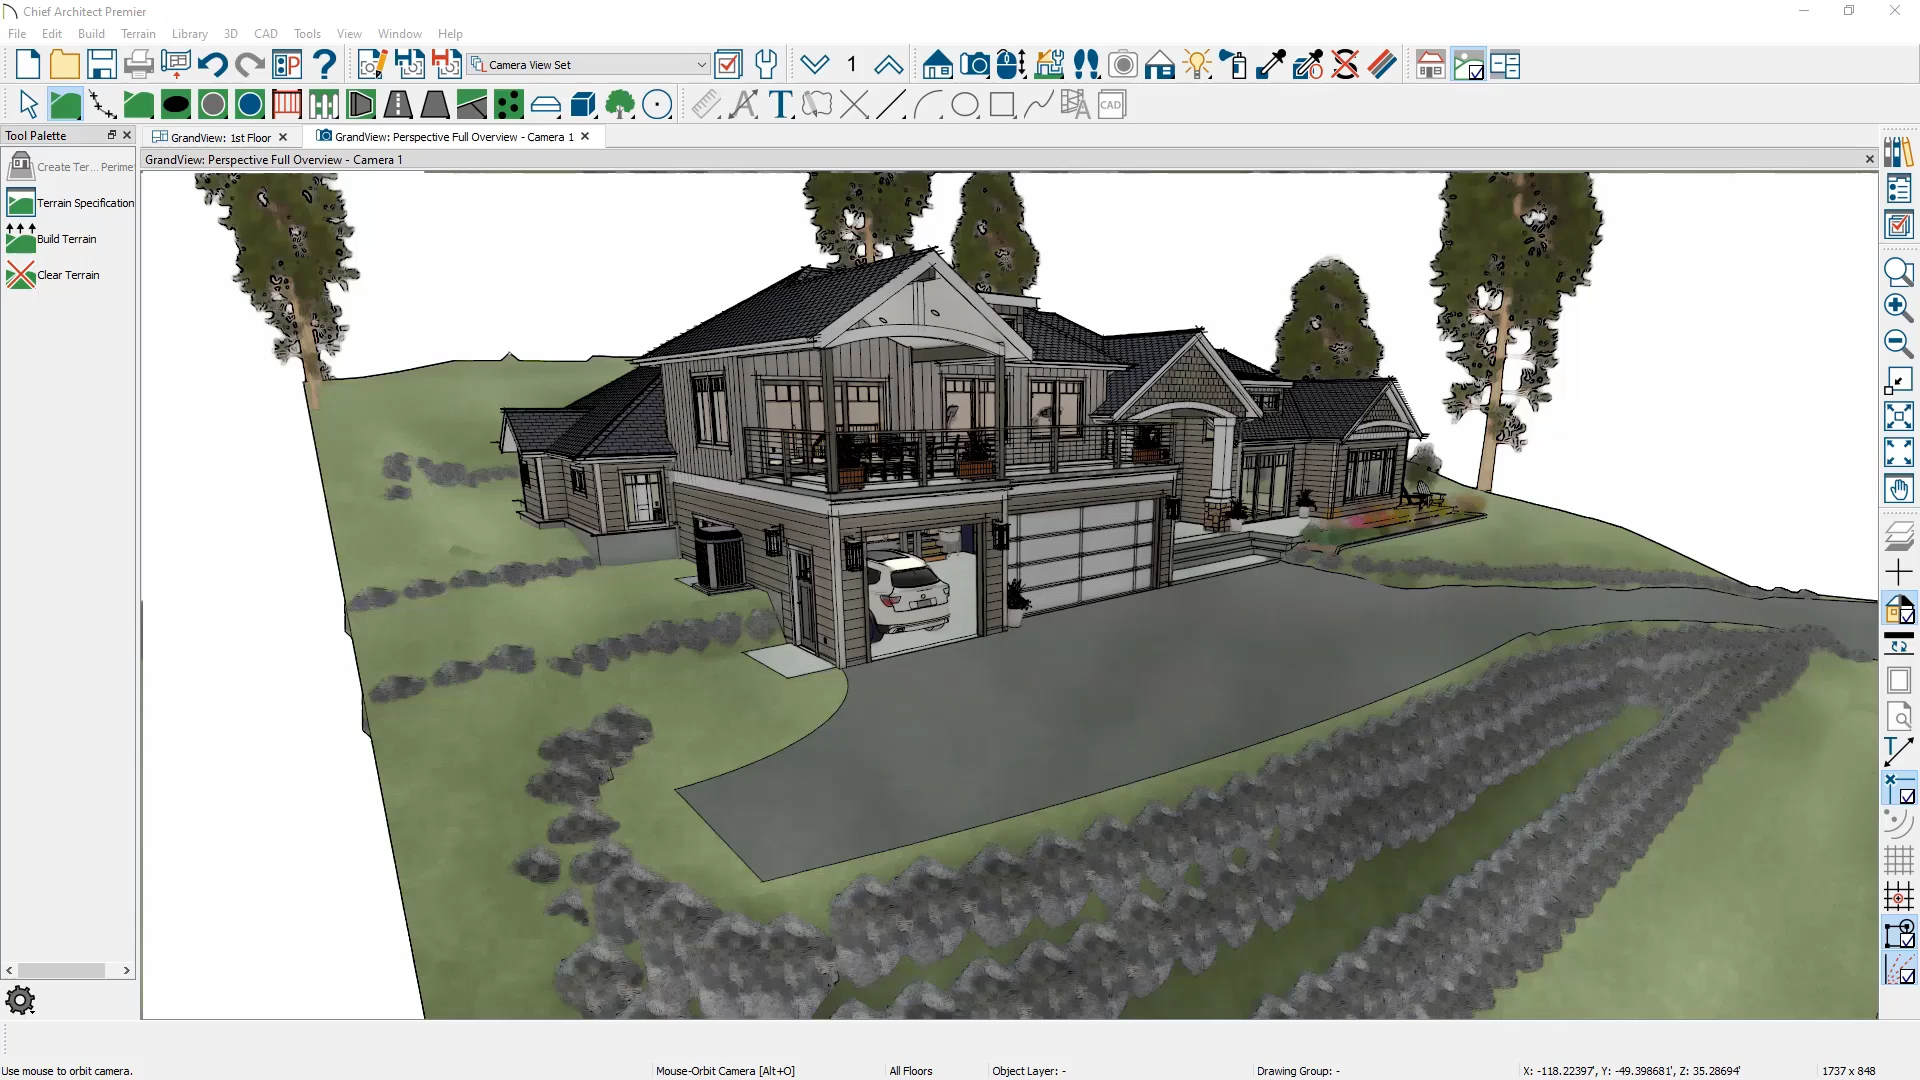 Chief Architect Premier
File Edit Build Terrain Library 3D CAD Tools View Window Help
P ? Camera View Set 1
T CAD
Tool Palette GrandView: 1st Floor GrandView: Perspective Full Overview - Camera 1
GrandView: Perspective Full Overview - Camera 1
Create Ter... Perime
Terrain Specification
Build Terrain
Clear Terrain
T
Use mouse to orbit camera. Mouse-Orbit Camera [Alt+O] All Floors Object Layer: - Drawing Group: - X: -118.22397', Y: -49.398681', Z: 35.28694' 1737 x 848